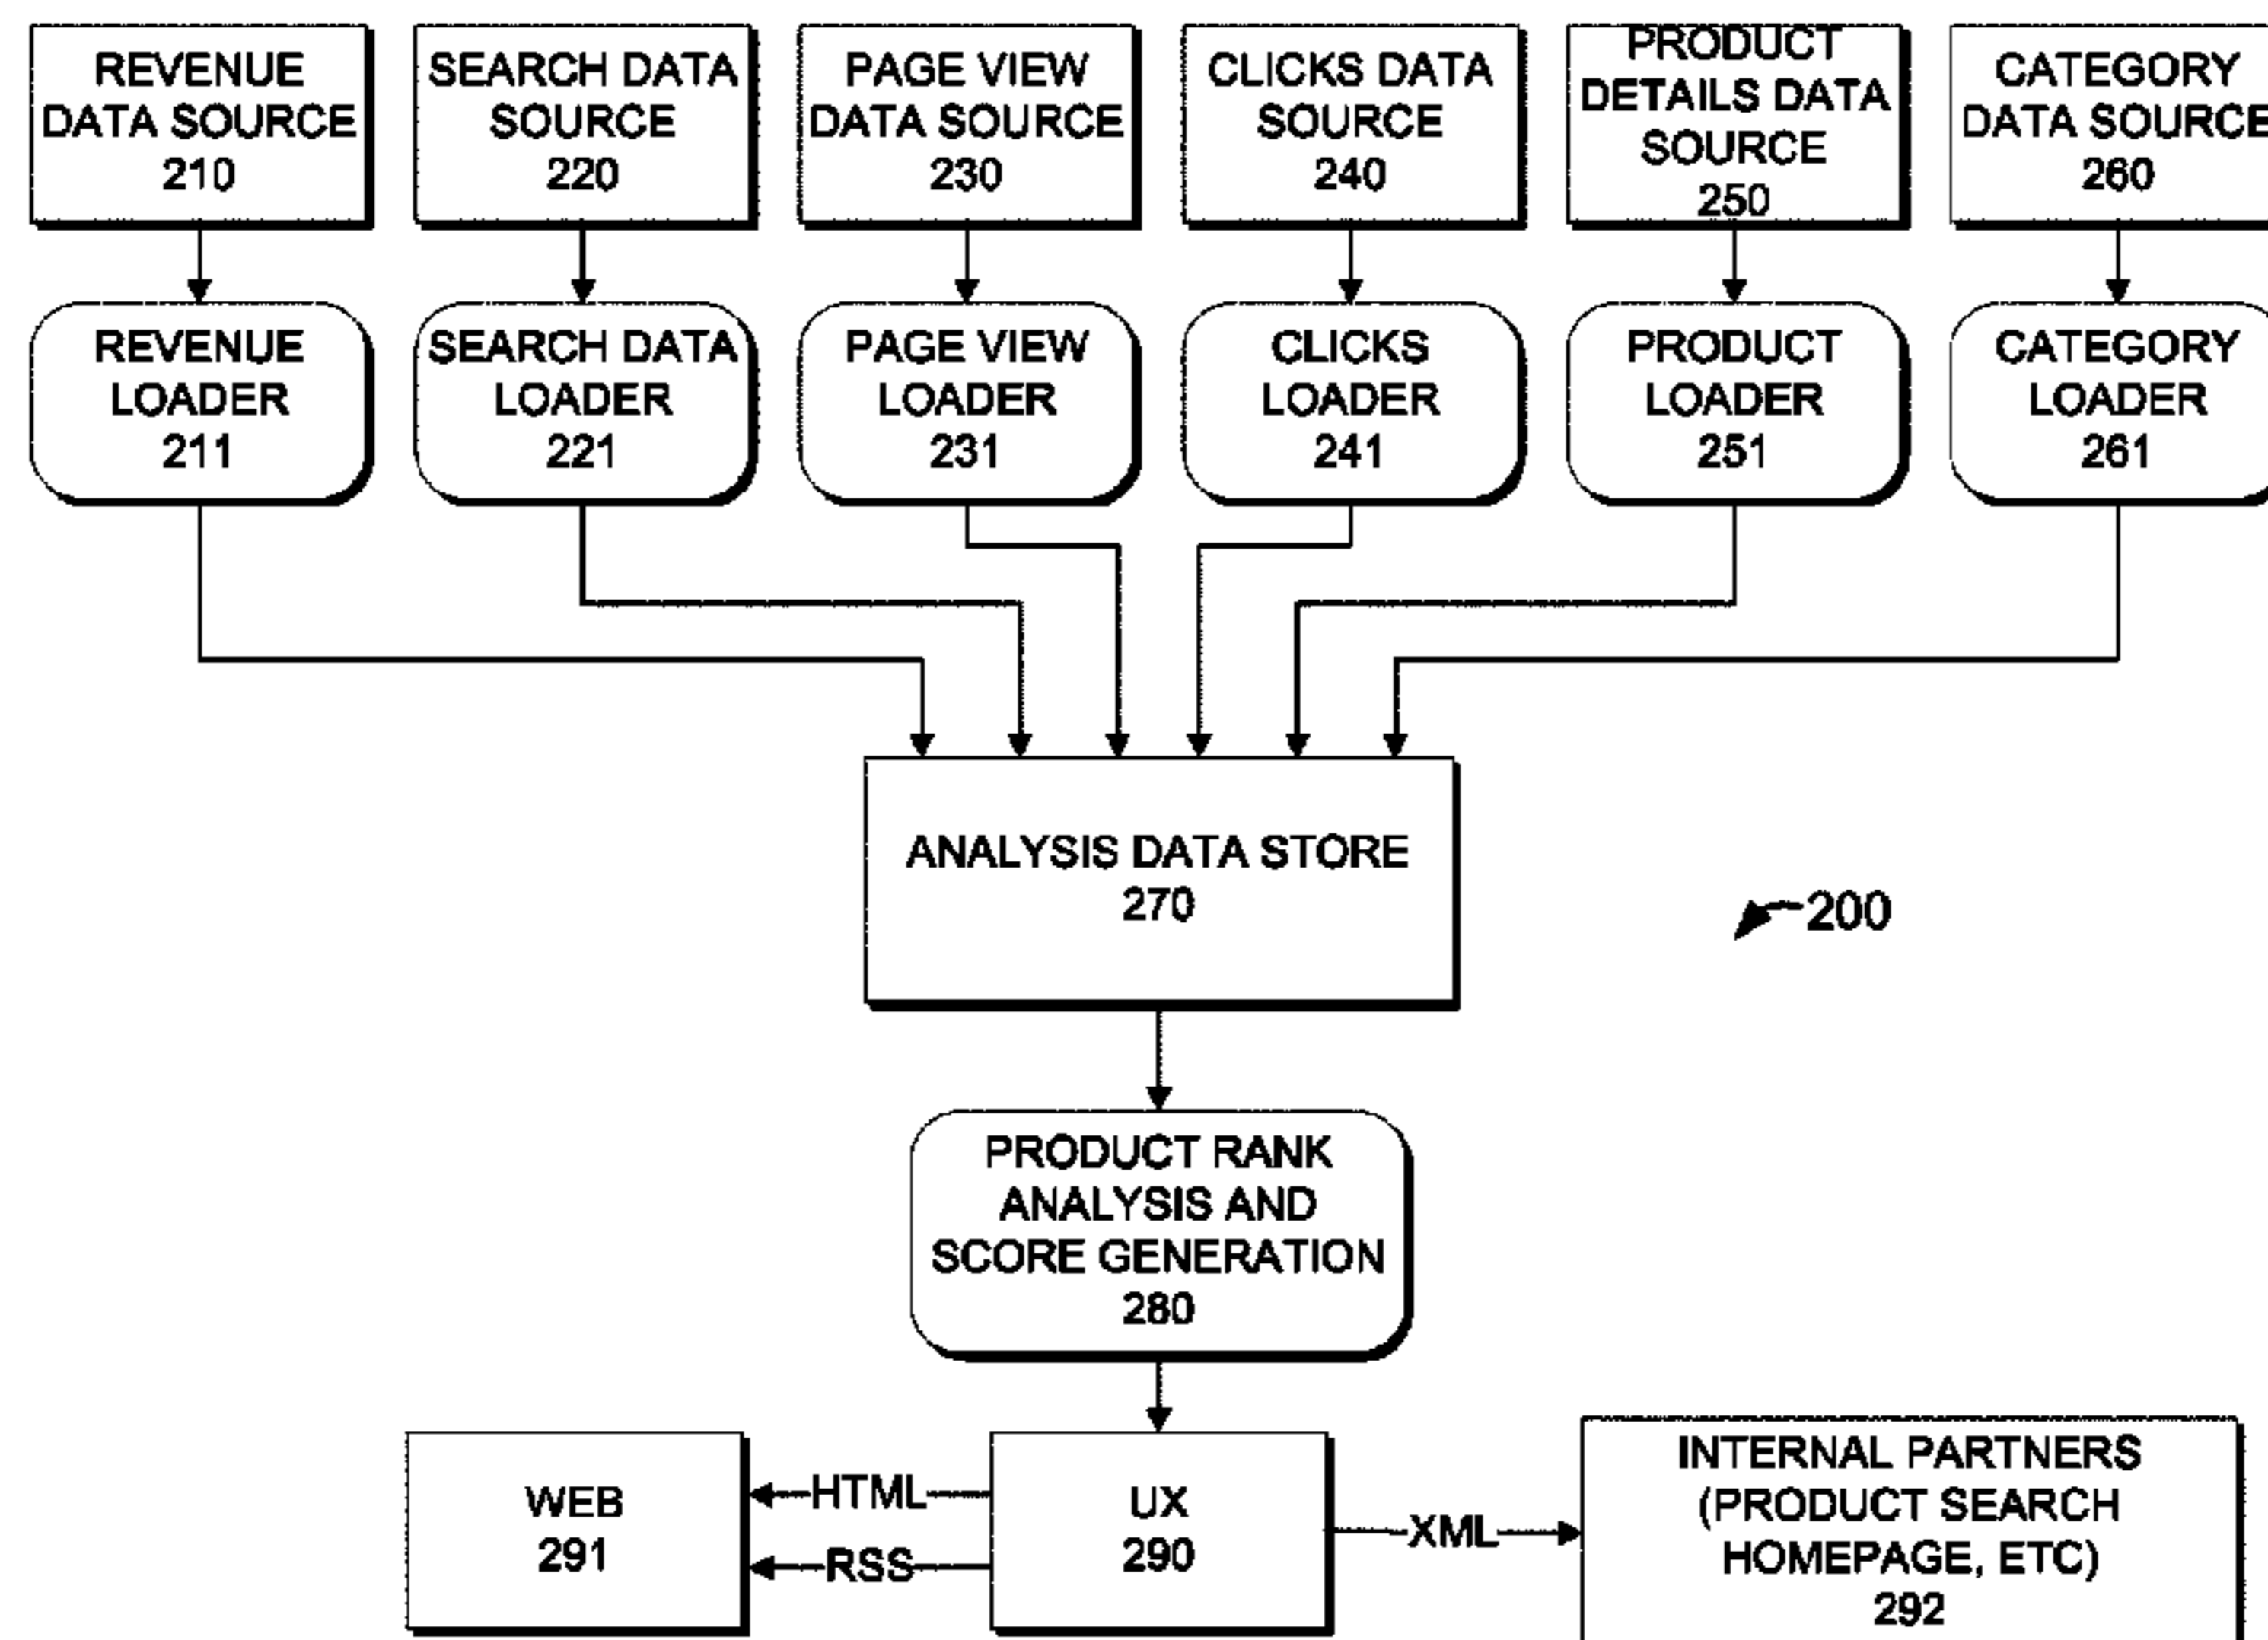 REVENUE
DATA SOURCE
210
SEARCH DATA
SOURCE
220
PAGE VIEW
DATA SOURCE
230
CLICKS DATA
SOURCE
240
PRODUCT
DETAILS DATA
SOURCE
250
CATEGORY
DATA SOURCE
260
REVENUE
LOADER
211
SEARCH DATA
LOADER
221
PAGE VIEW
LOADER
231
CLICKS
LOADER
241
PRODUCT
LOADER
251
CATEGORY
LOADER
261
ANALYSIS DATA STORE
270
200
PRODUCT RANK
ANALYSIS AND
SCORE GENERATION
280
WEB
291
HTML
RSS
UX
290
XML
INTERNAL PARTNERS
(PRODUCT SEARCH
HOMEPAGE, ETC)
292